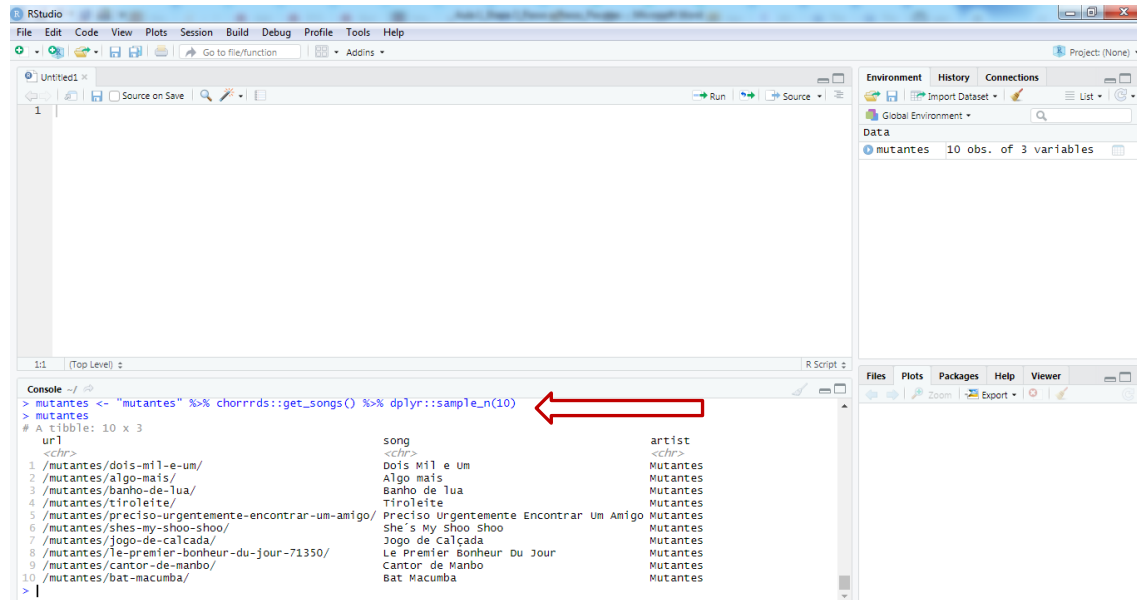 RStudio
File Edit Code View Plots Session Build Debug Profile Tools Help
Go to file/function Addins Project: (None)
Untitled1
Source on Save Run Source
1
1:1 (Top Level) R Script
Console ~/
> mutantes <- "mutantes" %>% chorrrds::get_songs() %>% dplyr::sample_n(10)
> mutantes
# A tibble: 10 x 3
url song artist
<chr> <chr> <chr>
1 /mutantes/dois-mil-e-um/ Dois Mil e Um Mutantes
2 /mutantes/algo-mais/ Algo mais Mutantes
3 /mutantes/banho-de-lua/ Banho de lua Mutantes
4 /mutantes/tiroleite/ Tiroleite Mutantes
5 /mutantes/preciso-urgentemente-encontrar-um-amigo/ Preciso Urgentemente Encontrar Um Amigo Mutantes
6 /mutantes/shes-my-shoo-shoo/ She´s My Shoo Shoo Mutantes
7 /mutantes/jogo-de-calcada/ Jogo de Calçada Mutantes
8 /mutantes/le-premier-bonheur-du-jour-71350/ Le Premier Bonheur Du Jour Mutantes
9 /mutantes/cantor-de-manbo/ Cantor de Manbo Mutantes
10 /mutantes/bat-macumba/ Bat Macumba Mutantes
>
Environment History Connections
Import Dataset List
Global Environment
Data
mutantes 10 obs. of 3 variables
Files Plots Packages Help Viewer
Zoom Export